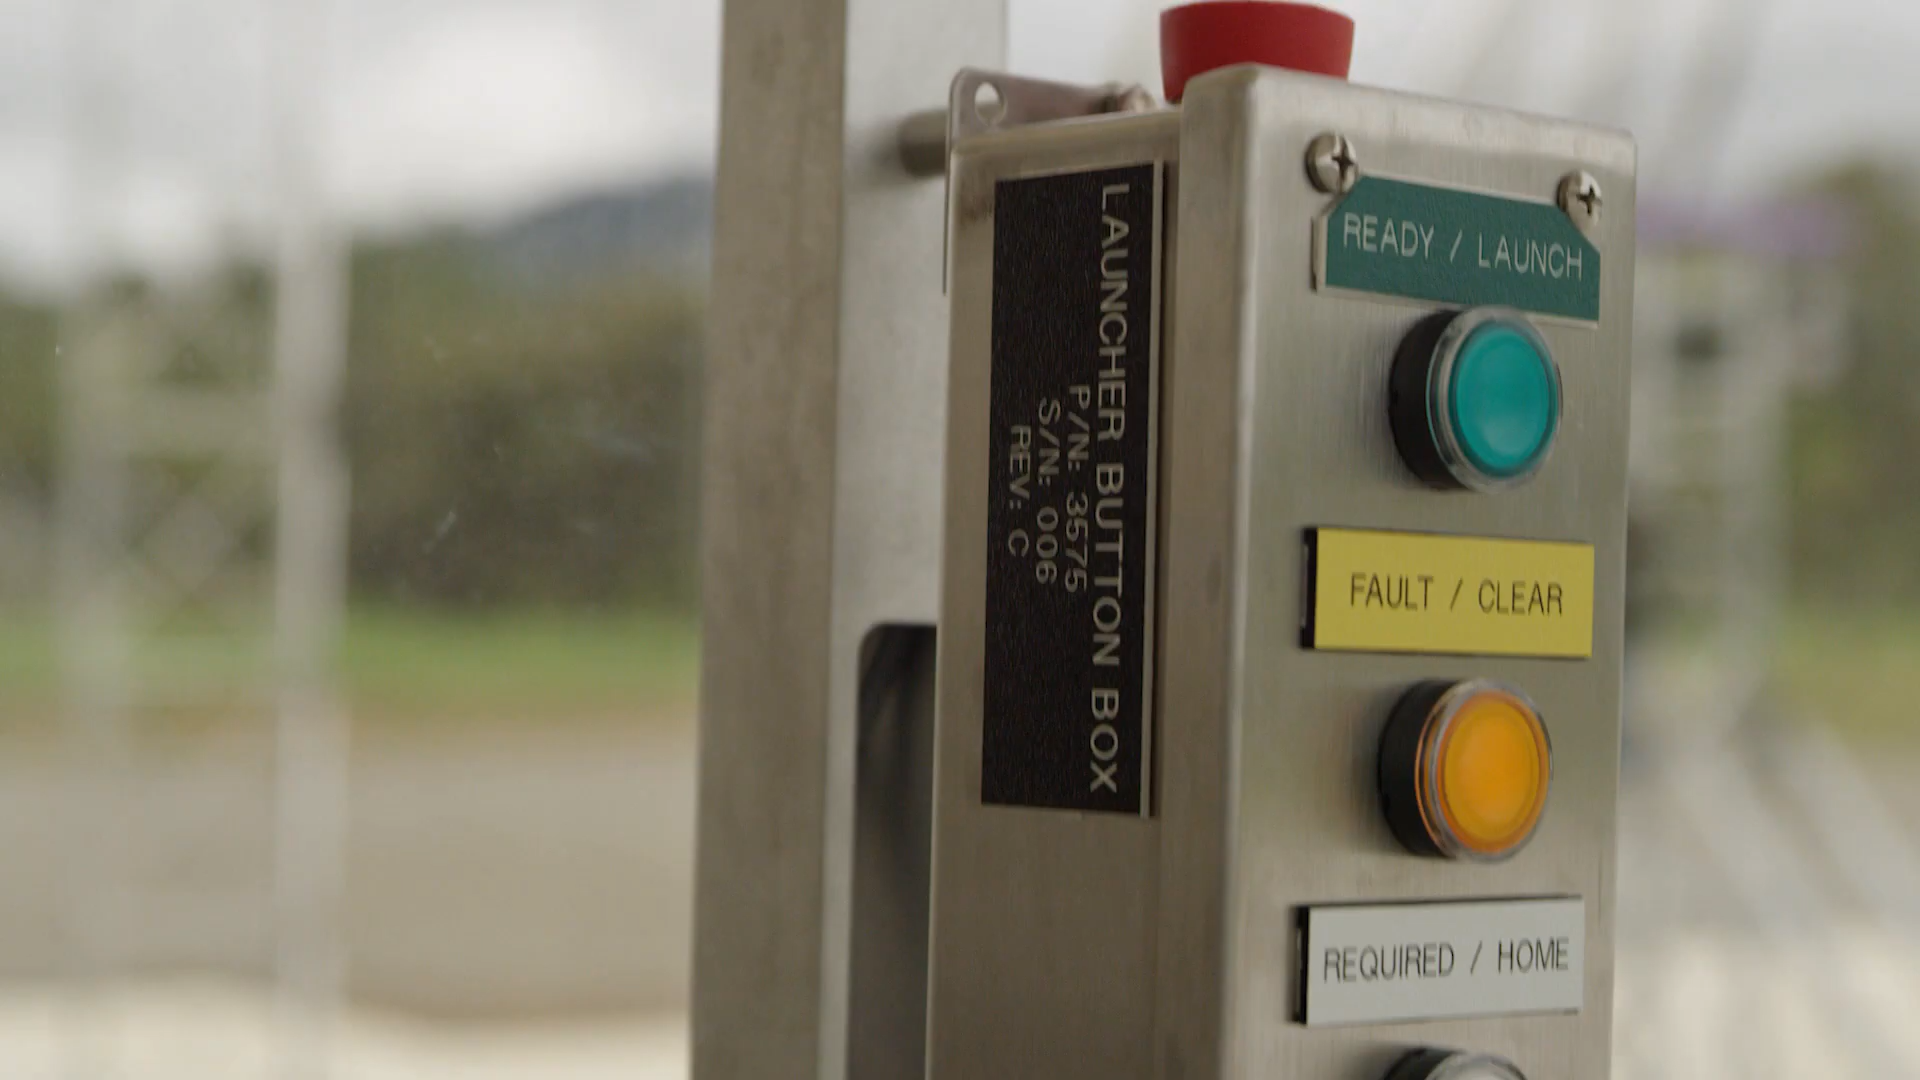 LAUNCHER BUTTON BOX
P/N: 3575
S/N: 006
REV: C
READY / LAUNCH
FAULT / CLEAR
REQUIRED / HOME